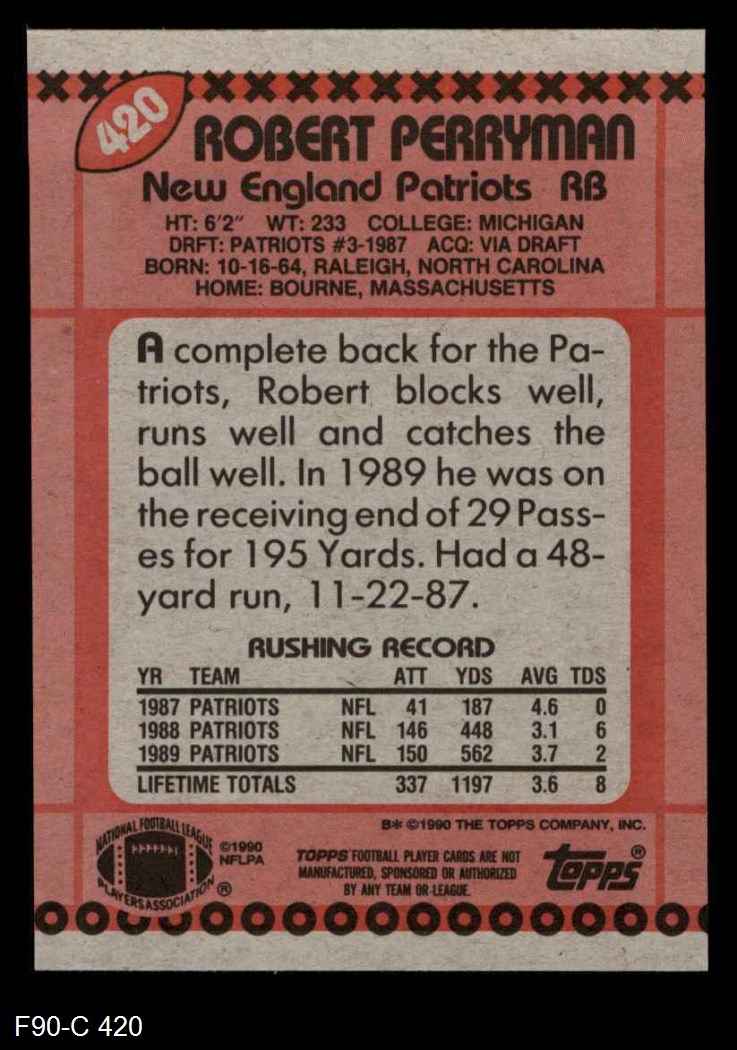 420
ROBERT PERRYMAN
New England Patriots RB
HT: 6'2" WT: 233 COLLEGE: MICHIGAN
DRFT: PATRIOTS #3-1987 ACQ: VIA DRAFT
BORN: 10-16-64, RALEIGH, NORTH CAROLINA
HOME: BOURNE, MASSACHUSETTS
A complete back for the Pa-
triots, Robert blocks well,
runs well and catches the
ball well. In 1989 he was on
the receiving end of 29 Pass-
es for 195 Yards. Had a 48-
yard run, 11-22-87.
RUSHING RECORD
YR TEAM ATT YDS AVG TDS
1987 PATRIOTS NFL 41 187 4.6 0
1988 PATRIOTS NFL 146 448 3.1 6
1989 PATRIOTS NFL 150 562 3.7 2
LIFETIME TOTALS 337 1197 3.6 8
B* ©1990 THE TOPPS COMPANY, INC.
NATIONAL FOOTBALL LEAGUE
PLAYERS ASSOCIATION ®
©1990
NFLPA
TOPPS FOOTBALL PLAYER CARDS ARE NOT
MANUFACTURED, SPONSORED OR AUTHORIZED
BY ANY TEAM OR LEAGUE.
topps®
F90-C 420